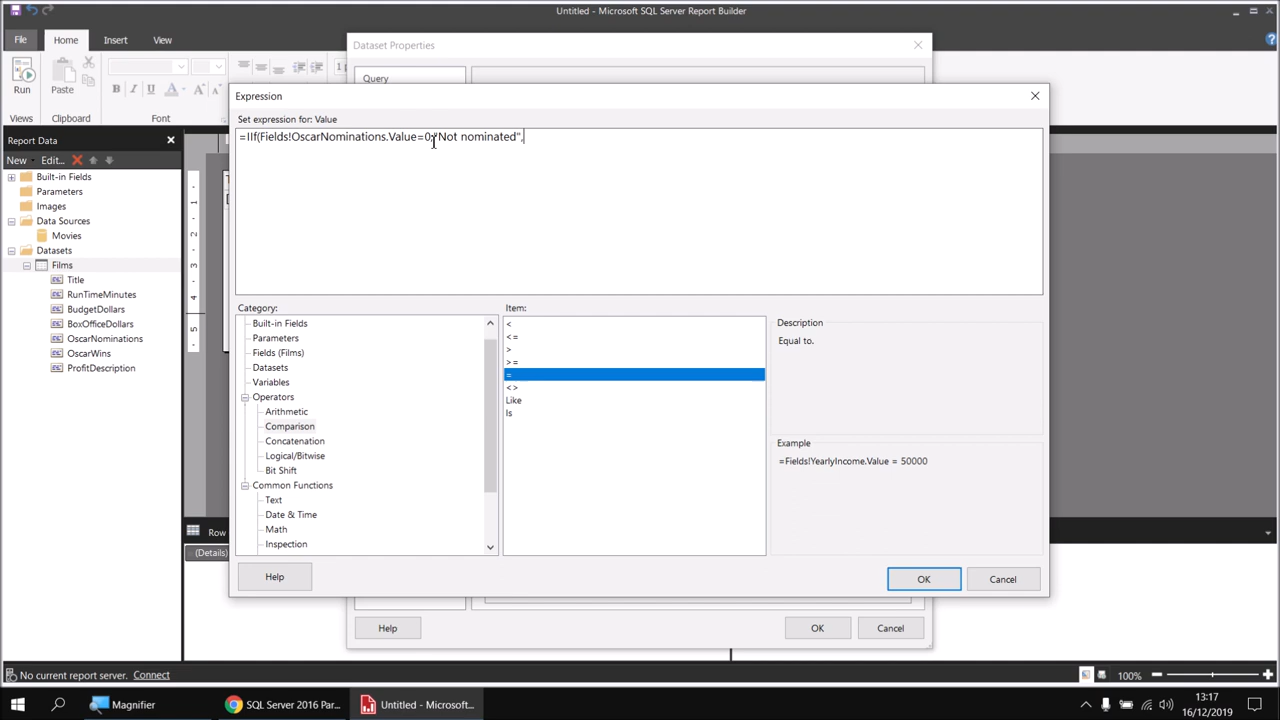 Untitled - Microsoft SQL Server Report Builder
File
Home
Insert
View
Dataset Properties
Query
Run
Paste
Views
Clipboard
Font
Expression
Set expression for: Value
=IIf(Fields!OscarNominations.Value=0,"Not nominated",
Report Data
New
Edit...
Built-in Fields
Parameters
Images
Data Sources
Movies
Datasets
Films
Title
RunTimeMinutes
BudgetDollars
BoxOfficeDollars
OscarNominations
OscarWins
ProfitDescription
Category:
Built-in Fields
Parameters
Fields (Films)
Datasets
Variables
Operators
Arithmetic
Comparison
Concatenation
Logical/Bitwise
Bit Shift
Common Functions
Text
Date & Time
Math
Inspection
Item:
<
<=
>
>=
=
<>
Like
Is
Description
Equal to.
Example
=Fields!YearlyIncome.Value = 50000
Help
OK
Cancel
Row
(Details)
Help
OK
Cancel
No current report server. Connect
100%
Magnifier
SQL Server 2016 Par...
Untitled - Microsoft...
13:17
16/12/2019